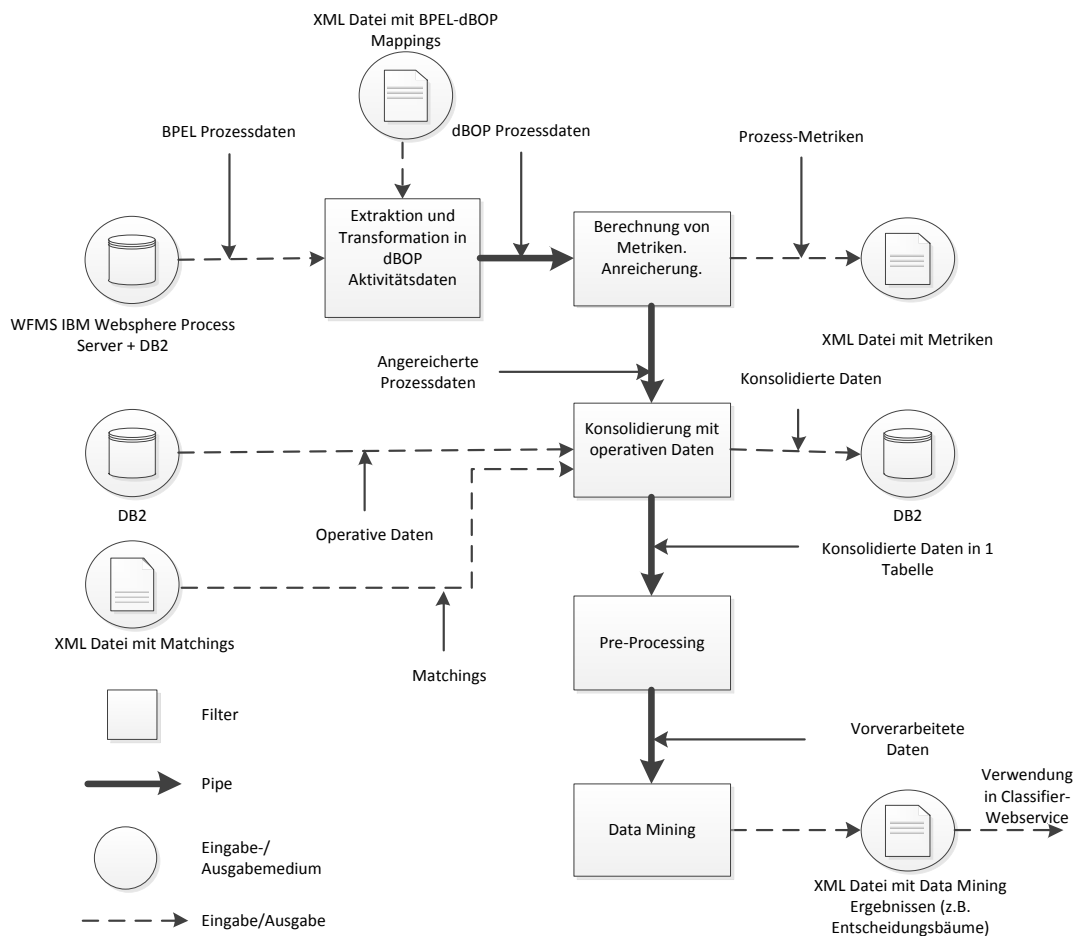 XML Datei mit BPEL-dBOP
Mappings
BPEL Prozessdaten
dBOP Prozessdaten
Prozess-Metriken
Extraktion und
Transformation in
dBOP
Aktivitätsdaten
Berechnung von
Metriken.
Anreicherung.
WFMS IBM Websphere Process
Server + DB2
XML Datei mit Metriken
Angereicherte
Prozessdaten
Konsolidierte Daten
Konsolidierung mit
operativen Daten
DB2
DB2
Operative Daten
Konsolidierte Daten in 1
Tabelle
XML Datei mit Matchings
Matchings
Pre-Processing
Filter
Vorverarbeitete
Daten
Pipe
Verwendung
in Classifier-
Webservice
Data Mining
Eingabe-/
Ausgabemedium
XML Datei mit Data Mining
Ergebnissen (z.B.
Entscheidungsbäume)
Eingabe/Ausgabe